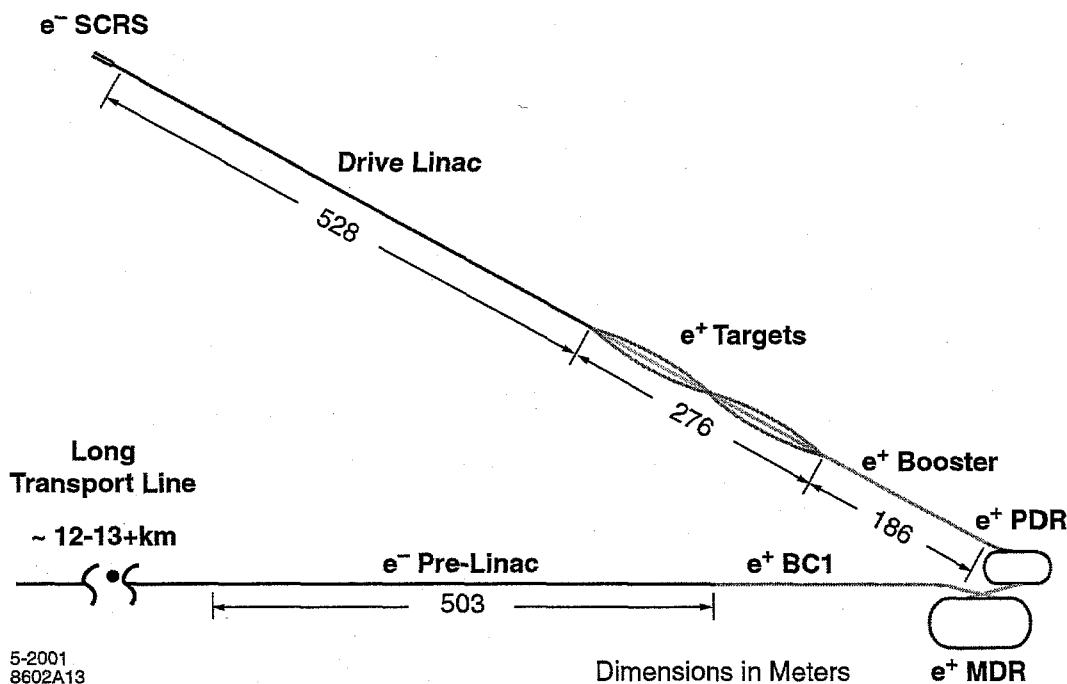 e⁻ SCRS
Drive Linac
528
e⁺ Targets
276
Long
Transport Line
e⁺ Booster
186
e⁺ PDR
~ 12-13+km
e⁻ Pre-Linac
e⁺ BC1
503
5-2001
8602A13
Dimensions in Meters
e⁺ MDR